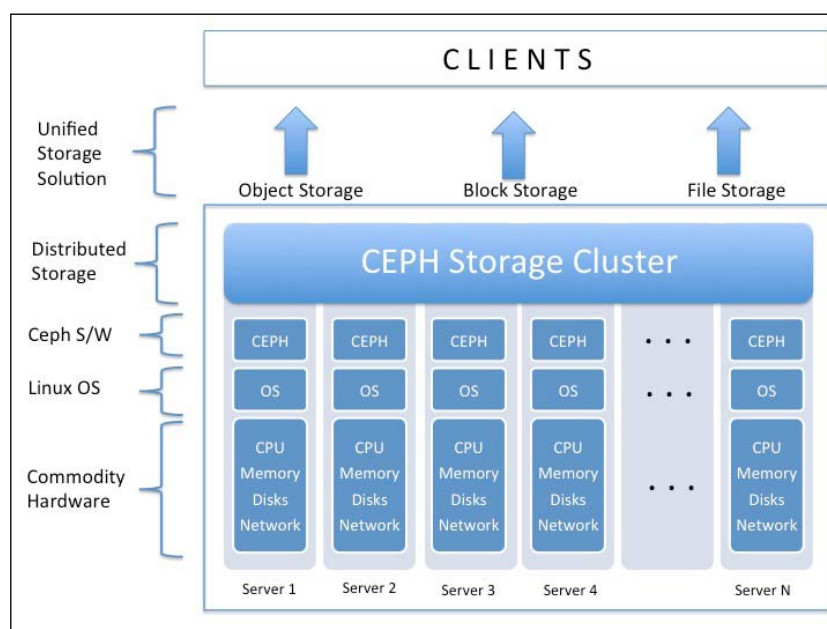 CLIENTS
Unified
Storage
Solution
Object Storage
Block Storage
File Storage
Distributed
Storage
CEPH Storage Cluster
Ceph S/W
CEPH
CEPH
CEPH
CEPH
. . .
CEPH
Linux OS
OS
OS
OS
OS
. . .
OS
Commodity
Hardware
CPU
Memory
Disks
Network
CPU
Memory
Disks
Network
CPU
Memory
Disks
Network
CPU
Memory
Disks
Network
. . .
CPU
Memory
Disks
Network
Server 1
Server 2
Server 3
Server 4
Server N